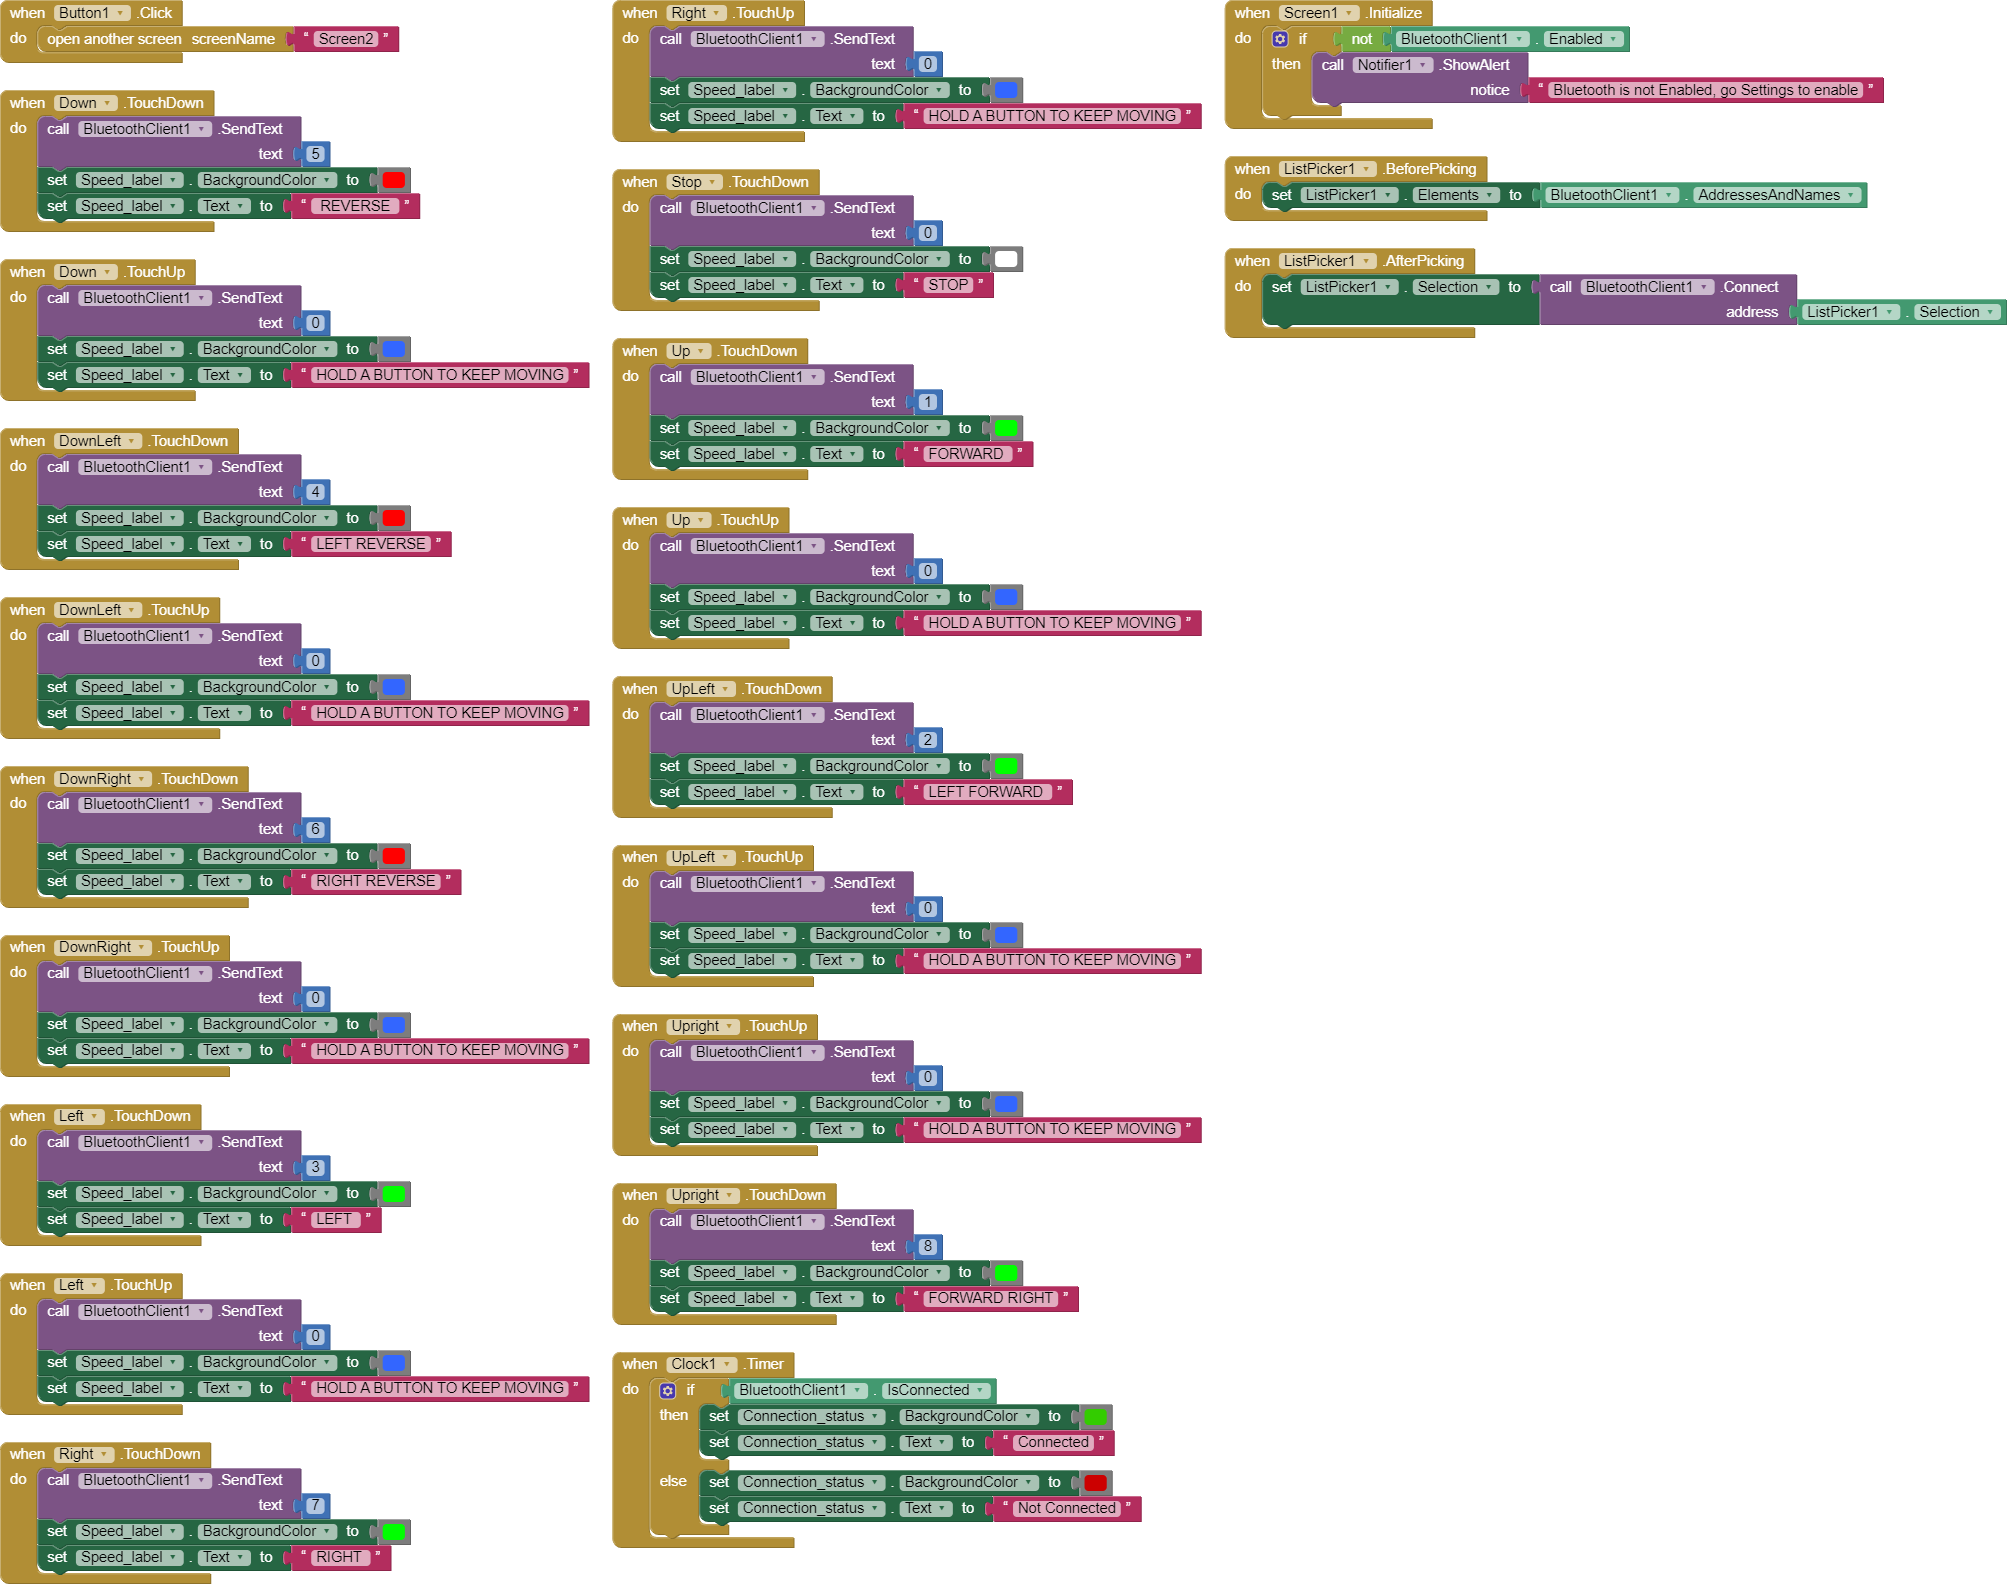 when Button1 .Click
do open another screen screenName " Screen2 "
when Down .TouchDown
do call BluetoothClient1 .SendText
text 5
set Speed_label . BackgroundColor to
set Speed_label . Text to " REVERSE "
when Down .TouchUp
do call BluetoothClient1 .SendText
text 0
set Speed_label . BackgroundColor to
set Speed_label . Text to " HOLD A BUTTON TO KEEP MOVING "
when DownLeft .TouchDown
do call BluetoothClient1 .SendText
text 4
set Speed_label . BackgroundColor to
set Speed_label . Text to " LEFT REVERSE "
when DownLeft .TouchUp
do call BluetoothClient1 .SendText
text 0
set Speed_label . BackgroundColor to
set Speed_label . Text to " HOLD A BUTTON TO KEEP MOVING "
when DownRight .TouchDown
do call BluetoothClient1 .SendText
text 6
set Speed_label . BackgroundColor to
set Speed_label . Text to " RIGHT REVERSE "
when DownRight .TouchUp
do call BluetoothClient1 .SendText
text 0
set Speed_label . BackgroundColor to
set Speed_label . Text to " HOLD A BUTTON TO KEEP MOVING "
when Left .TouchDown
do call BluetoothClient1 .SendText
text 3
set Speed_label . BackgroundColor to
set Speed_label . Text to " LEFT "
when Left .TouchUp
do call BluetoothClient1 .SendText
text 0
set Speed_label . BackgroundColor to
set Speed_label . Text to " HOLD A BUTTON TO KEEP MOVING "
when Right .TouchDown
do call BluetoothClient1 .SendText
text 7
set Speed_label . BackgroundColor to
set Speed_label . Text to " RIGHT "
when Right .TouchUp
do call BluetoothClient1 .SendText
text 0
set Speed_label . BackgroundColor to
set Speed_label . Text to " HOLD A BUTTON TO KEEP MOVING "
when Stop .TouchDown
do call BluetoothClient1 .SendText
text 0
set Speed_label . BackgroundColor to
set Speed_label . Text to " STOP "
when Up .TouchDown
do call BluetoothClient1 .SendText
text 1
set Speed_label . BackgroundColor to
set Speed_label . Text to " FORWARD "
when Up .TouchUp
do call BluetoothClient1 .SendText
text 0
set Speed_label . BackgroundColor to
set Speed_label . Text to " HOLD A BUTTON TO KEEP MOVING "
when UpLeft .TouchDown
do call BluetoothClient1 .SendText
text 2
set Speed_label . BackgroundColor to
set Speed_label . Text to " LEFT FORWARD "
when UpLeft .TouchUp
do call BluetoothClient1 .SendText
text 0
set Speed_label . BackgroundColor to
set Speed_label . Text to " HOLD A BUTTON TO KEEP MOVING "
when Upright .TouchUp
do call BluetoothClient1 .SendText
text 0
set Speed_label . BackgroundColor to
set Speed_label . Text to " HOLD A BUTTON TO KEEP MOVING "
when Upright .TouchDown
do call BluetoothClient1 .SendText
text 8
set Speed_label . BackgroundColor to
set Speed_label . Text to " FORWARD RIGHT "
when Clock1 .Timer
do if BluetoothClient1 . IsConnected
then set Connection_status . BackgroundColor to
set Connection_status . Text to " Connected "
else set Connection_status . BackgroundColor to
set Connection_status . Text to " Not Connected "
when Screen1 .Initialize
do if not BluetoothClient1 . Enabled
then call Notifier1 .ShowAlert
notice " Bluetooth is not Enabled, go Settings to enable "
when ListPicker1 .BeforePicking
do set ListPicker1 . Elements to BluetoothClient1 . AddressesAndNames
when ListPicker1 .AfterPicking
do set ListPicker1 . Selection to call BluetoothClient1 .Connect
address ListPicker1 . Selection